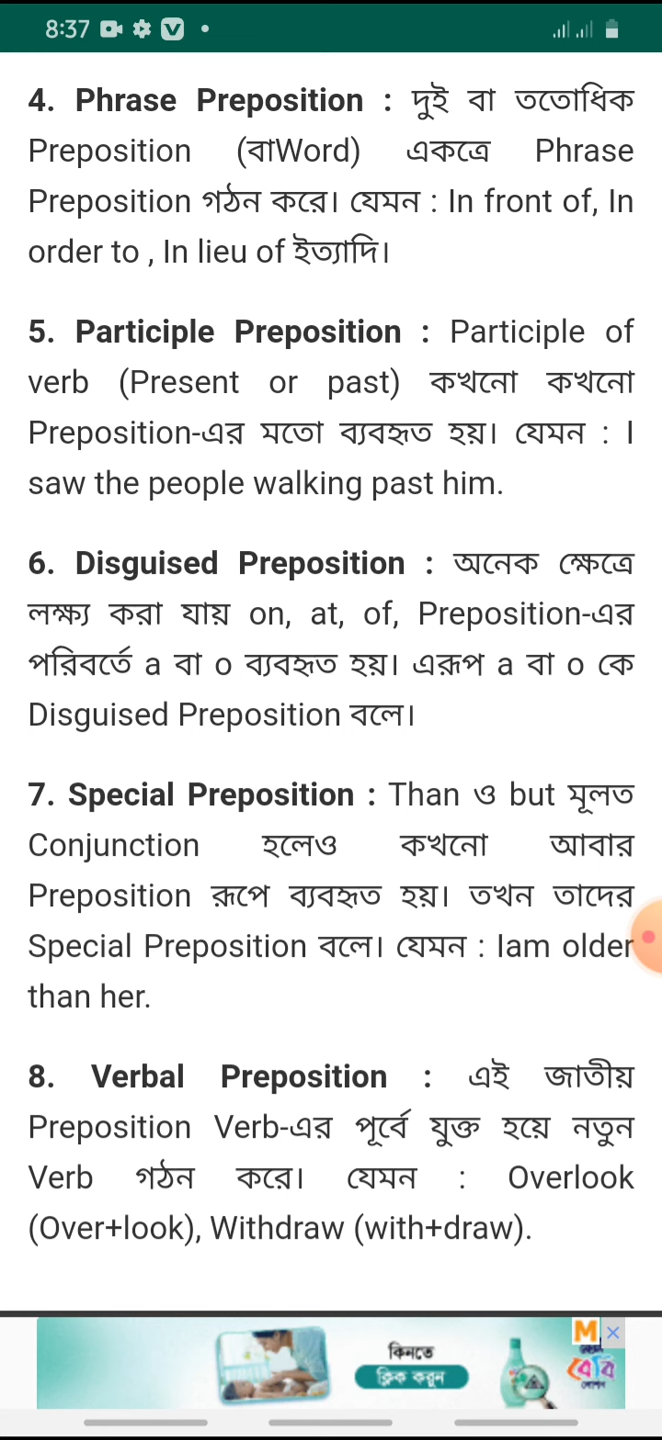 8:37
4. Phrase Preposition : দুই বা ততোধিক
Preposition (বাWord) একত্রে Phrase
Preposition গঠন করে। যেমন : In front of, In
order to , In lieu of ইত্যাদি।
5. Participle Preposition : Participle of
verb (Present or past) কখনো কখনো
Preposition-এর মতো ব্যবহৃত হয়। যেমন : I
saw the people walking past him.
6. Disguised Preposition : অনেক ক্ষেত্রে
লক্ষ্য করা যায় on, at, of, Preposition-এর
পরিবর্তে a বা o ব্যবহৃত হয়। এরূপ a বা o কে
Disguised Preposition বলে।
7. Special Preposition : Than ও but মূলত
Conjunction হলেও কখনো আবার
Preposition রূপে ব্যবহৃত হয়। তখন তাদের
Special Preposition বলে। যেমন : Iam older
than her.
8. Verbal Preposition : এই জাতীয়
Preposition Verb-এর পূর্বে যুক্ত হয়ে নতুন
Verb গঠন করে। যেমন : Overlook
(Over+look), Withdraw (with+draw).
কিনতে
ক্লিক করুন
M
বেবি